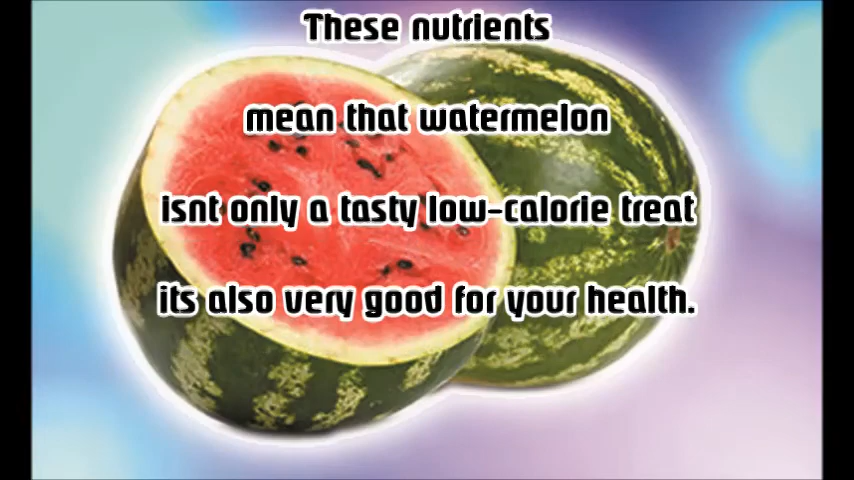 These nutrients
mean that watermelon
isnt only a tasty low-calorie treat
its also very good for your health.